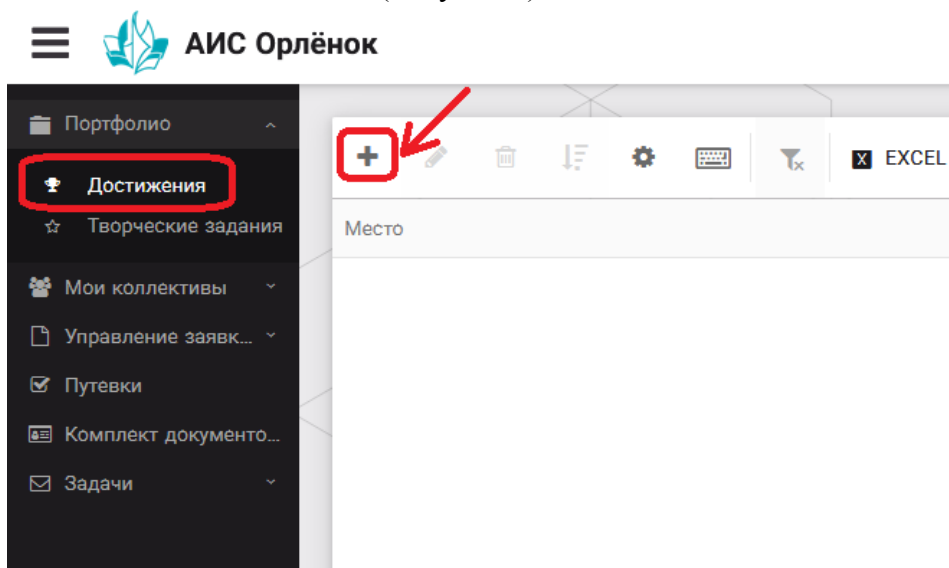 АИС Орлёнок
Портфолио
Достижения
Творческие задания
Мои коллективы
Управление заявк...
Путевки
Комплект документо...
Задачи
X EXCEL
Место